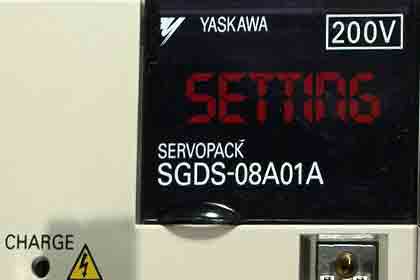 YASKAWA
200V
SETTING
SERVOPACK
SGDS-08A01A
CHARGE